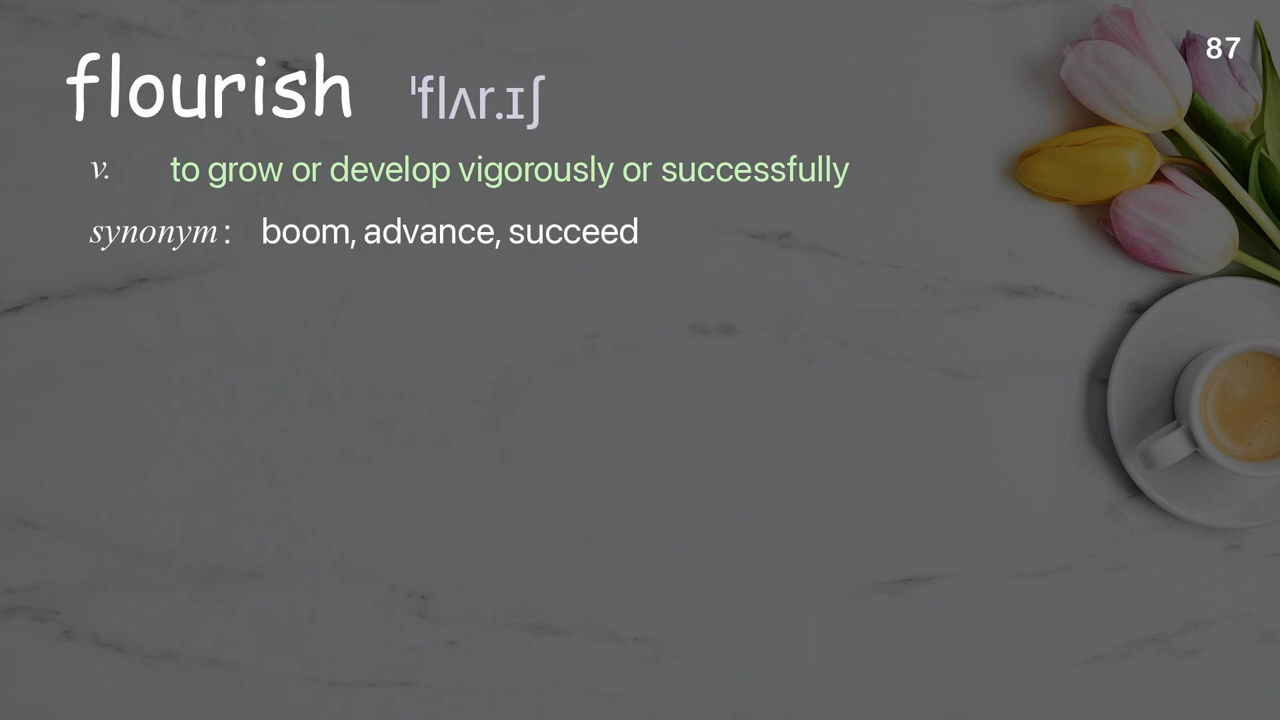 87
flourish ˈflʌr.ɪʃ
v. to grow or develop vigorously or successfully
synonym : boom, advance, succeed